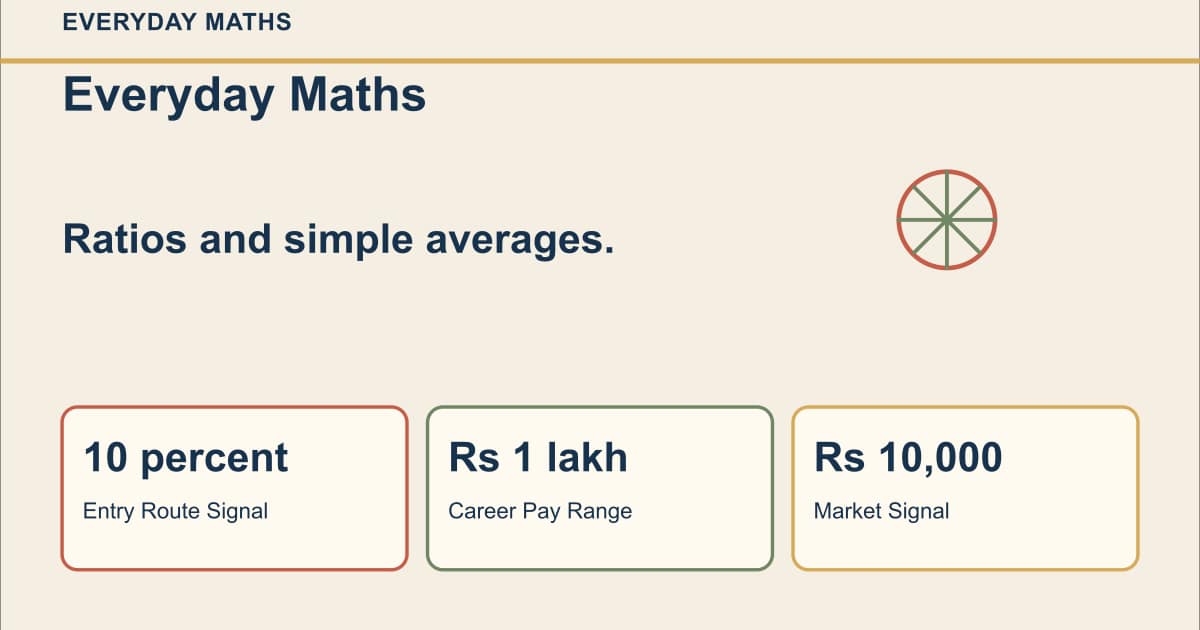 EVERYDAY MATHS
Everyday Maths
Ratios and simple averages.
10 percent
Entry Route Signal
Rs 1 lakh
Career Pay Range
Rs 10,000
Market Signal